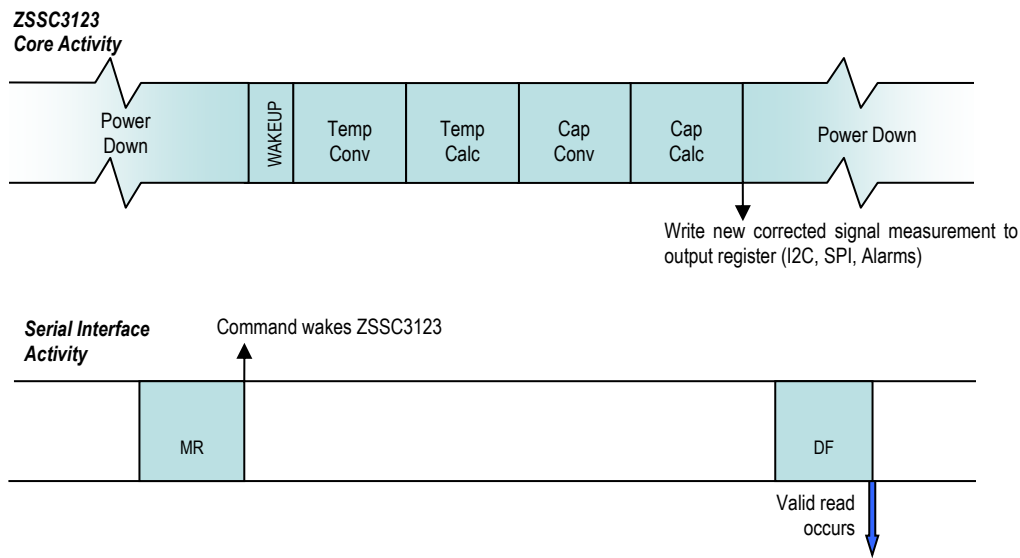 ZSSC3123
Core Activity
Power
Down
WAKEUP
Temp
Conv
Temp
Calc
Cap
Conv
Cap
Calc
Power Down
Write new corrected signal measurement to
output register (I2C, SPI, Alarms)
Serial Interface
Activity
Command wakes ZSSC3123
MR
DF
Valid read
occurs